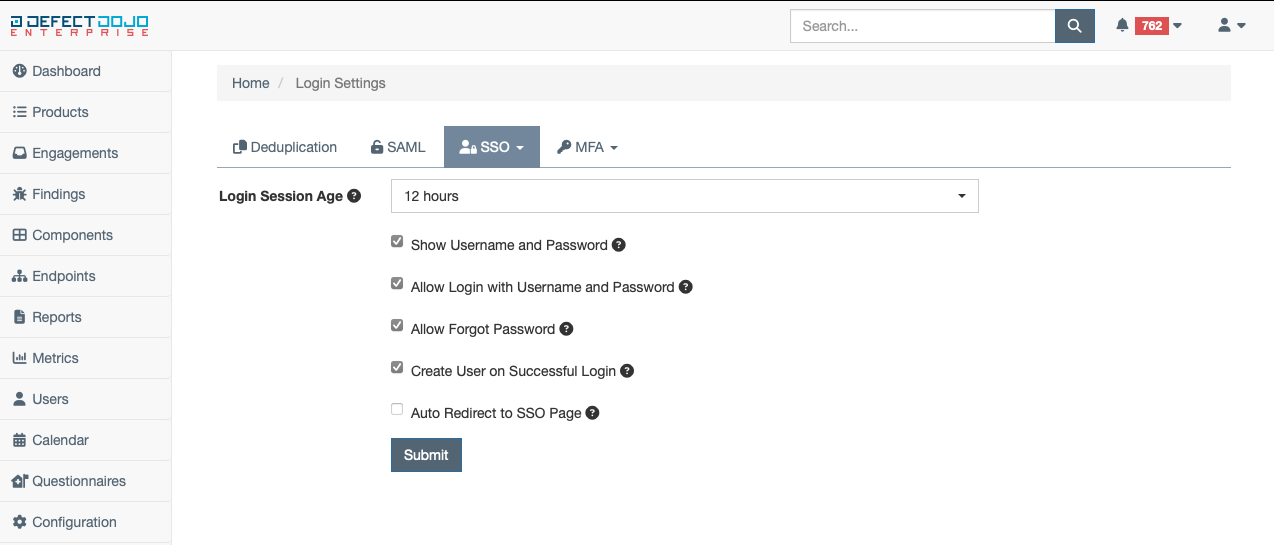 DEFECTDOJO
ENTERPRISE
Search...
762
Dashboard
Products
Engagements
Findings
Components
Endpoints
Reports
Metrics
Users
Calendar
Questionnaires
Configuration
Home / Login Settings
Deduplication SAML SSO MFA
Login Session Age ? 12 hours
Show Username and Password ?
Allow Login with Username and Password ?
Allow Forgot Password ?
Create User on Successful Login ?
Auto Redirect to SSO Page ?
Submit